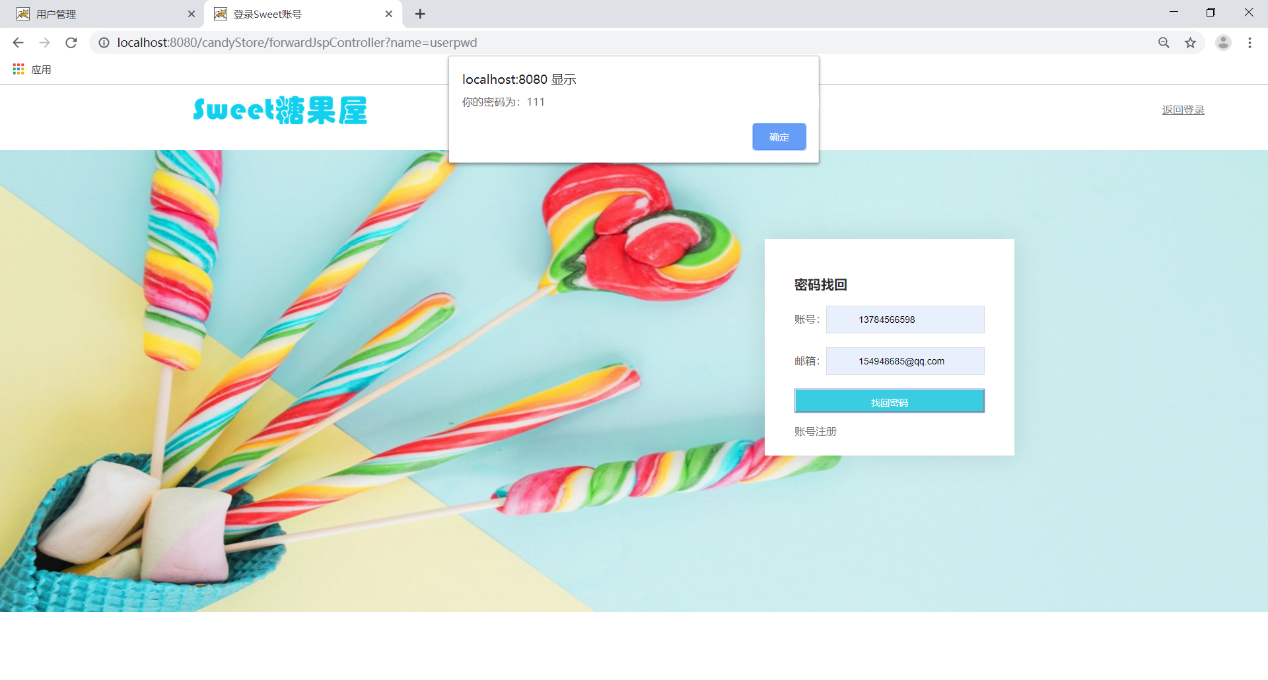 用户管理
登录Sweet账号
localhost:8080/candyStore/forwardJspController?name=userpwd
应用
localhost:8080 显示
你的密码为：111
确定
Sweet糖果屋
返回登录
密码找回
账号： 13784566598
邮箱： 154948685@qq.com
找回密码
账号注册